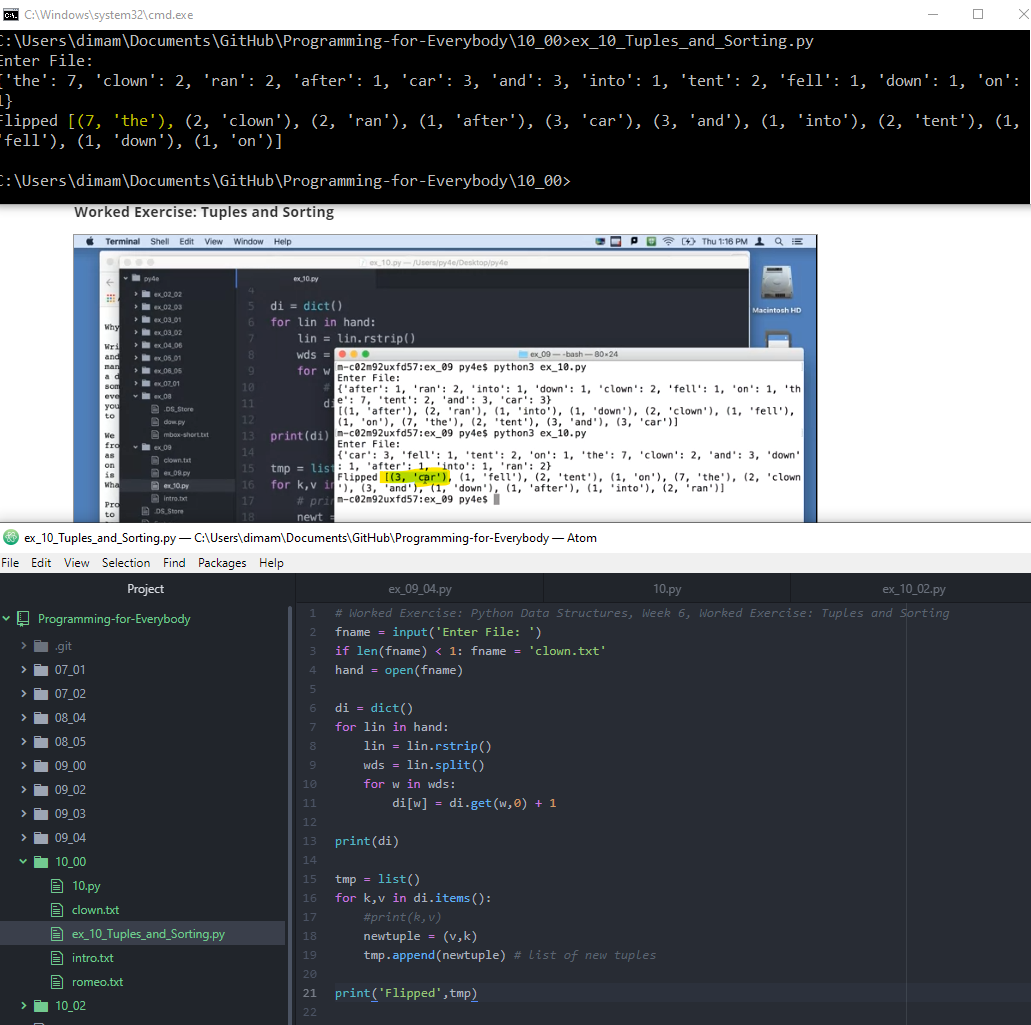 C:\Windows\system32\cmd.exe
C:\Users\dimam\Documents\GitHub\Programming-for-Everybody\10_00>ex_10_Tuples_and_Sorting.py
Enter File:
{'the': 7, 'clown': 2, 'ran': 2, 'after': 1, 'car': 3, 'and': 3, 'into': 1, 'tent': 2, 'fell': 1, 'down': 1, 'on':
1}
Flipped [(7, 'the'), (2, 'clown'), (2, 'ran'), (1, 'after'), (3, 'car'), (3, 'and'), (1, 'into'), (2, 'tent'), (1,
'fell'), (1, 'down'), (1, 'on')]
C:\Users\dimam\Documents\GitHub\Programming-for-Everybody\10_00>
Worked Exercise: Tuples and Sorting
Terminal Shell Edit View Window Help
Thu 1:16 PM
ex_10.py — /Users/py4e/Desktop/py4e
py4e
ex_02_02
ex_02_03
ex_03_01
ex_03_02
ex_04_06
ex_05_01
ex_06_05
ex_07_01
ex_08
.DS_Store
dow.py
mbox-short.txt
ex_09
clown.txt
ex_09.py
ex_10.py
intro.txt
.DS_Store
ex_10.py
4
5 di = dict()
6 for lin in hand:
7 lin = lin.rstrip()
8 wds =
9 for w
10 #
11 di
12
13 print(di)
14
15 tmp = list
16 for k,v in
17 # prin
18 newt =
Macintosh HD
ex_09 — -bash — 80×24
m-c02m92uxfd57:ex_09 py4e$ python3 ex_10.py
Enter File:
{'after': 1, 'ran': 2, 'into': 1, 'down': 1, 'clown': 2, 'fell': 1, 'on': 1, 'th
e': 7, 'tent': 2, 'and': 3, 'car': 3}
[(1, 'after'), (2, 'ran'), (1, 'into'), (1, 'down'), (2, 'clown'), (1, 'fell'),
(1, 'on'), (7, 'the'), (2, 'tent'), (3, 'and'), (3, 'car')]
m-c02m92uxfd57:ex_09 py4e$ python3 ex_10.py
Enter File:
{'car': 3, 'fell': 1, 'tent': 2, 'on': 1, 'the': 7, 'clown': 2, 'and': 3, 'down'
: 1, 'after': 1, 'into': 1, 'ran': 2}
Flipped [(3, 'car'), (1, 'fell'), (2, 'tent'), (1, 'on'), (7, 'the'), (2, 'clown
'), (3, 'and'), (1, 'down'), (1, 'after'), (1, 'into'), (2, 'ran')]
m-c02m92uxfd57:ex_09 py4e$
ex_10_Tuples_and_Sorting.py — C:\Users\dimam\Documents\GitHub\Programming-for-Everybody — Atom
File Edit View Selection Find Packages Help
Project
Programming-for-Everybody
.git
07_01
07_02
08_04
08_05
09_00
09_02
09_03
09_04
10_00
10.py
clown.txt
ex_10_Tuples_and_Sorting.py
intro.txt
romeo.txt
10_02
ex_09_04.py 10.py ex_10_02.py
1 # Worked Exercise: Python Data Structures, Week 6, Worked Exercise: Tuples and Sorting
2 fname = input('Enter File: ')
3 if len(fname) < 1: fname = 'clown.txt'
4 hand = open(fname)
5
6 di = dict()
7 for lin in hand:
8 lin = lin.rstrip()
9 wds = lin.split()
10 for w in wds:
11 di[w] = di.get(w,0) + 1
12
13 print(di)
14
15 tmp = list()
16 for k,v in di.items():
17 #print(k,v)
18 newtuple = (v,k)
19 tmp.append(newtuple) # list of new tuples
20
21 print('Flipped',tmp)
22